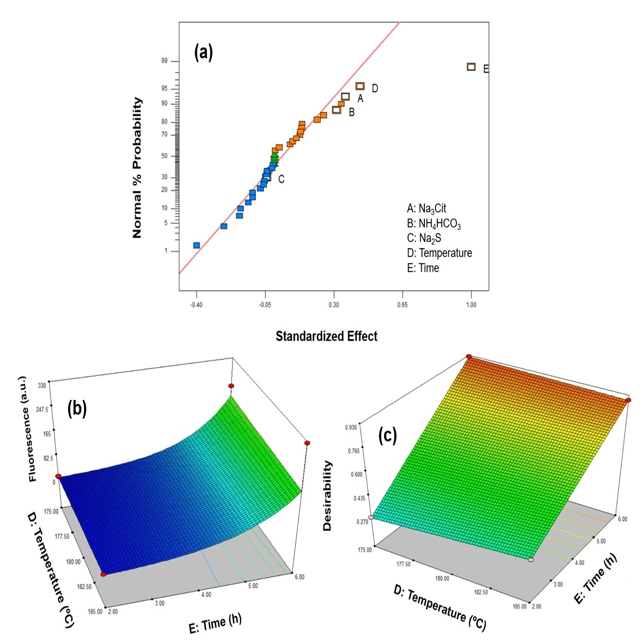 (a)
Normal % Probability
99
95
90
80
70
50
30
20
10
5
1
E
D
A
B
C
A: Na₃Cit
B: NH₄HCO₃
C: Na₂S
D: Temperature
E: Time
-0.40
-0.05
0.30
0.65
1.00
Standardized Effect
(b)
Fluorescence (a.u.)
330
247.5
165
82.5
0
175.00
177.50
180.00
182.50
185.00
D: Temperature (ºC)
2.00
3.00
4.00
5.00
6.00
E: Time (h)
(c)
Desirability
0.930
0.765
0.600
0.435
0.270
175.00
177.50
180.00
182.50
185.00
D: Temperature (ºC)
2.00
3.00
4.00
5.00
6.00
E: Time (h)